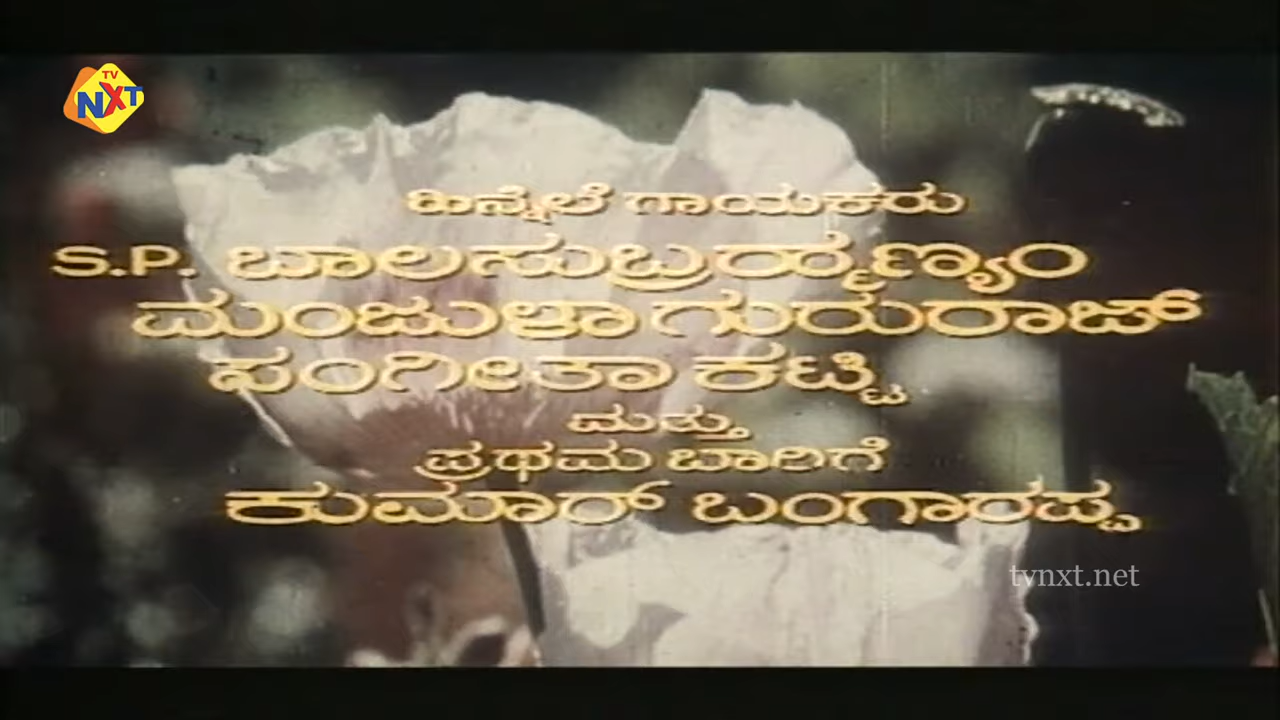 TV
NXT
ಹಿನ್ನೆಲೆ ಗಾಯಕರು
S.P. ಬಾಲಸುಬ್ರಹ್ಮಣ್ಯಂ
ಮಂಜುಳಾ ಗುರುರಾಜ್
ಸಂಗೀತಾ ಕಟ್ಟಿ
ಮತ್ತು
ಪ್ರಥಮ ಬಾರಿಗೆ
ಕುಮಾರ್ ಬಂಗಾರಪ್ಪ
tvnxt.net